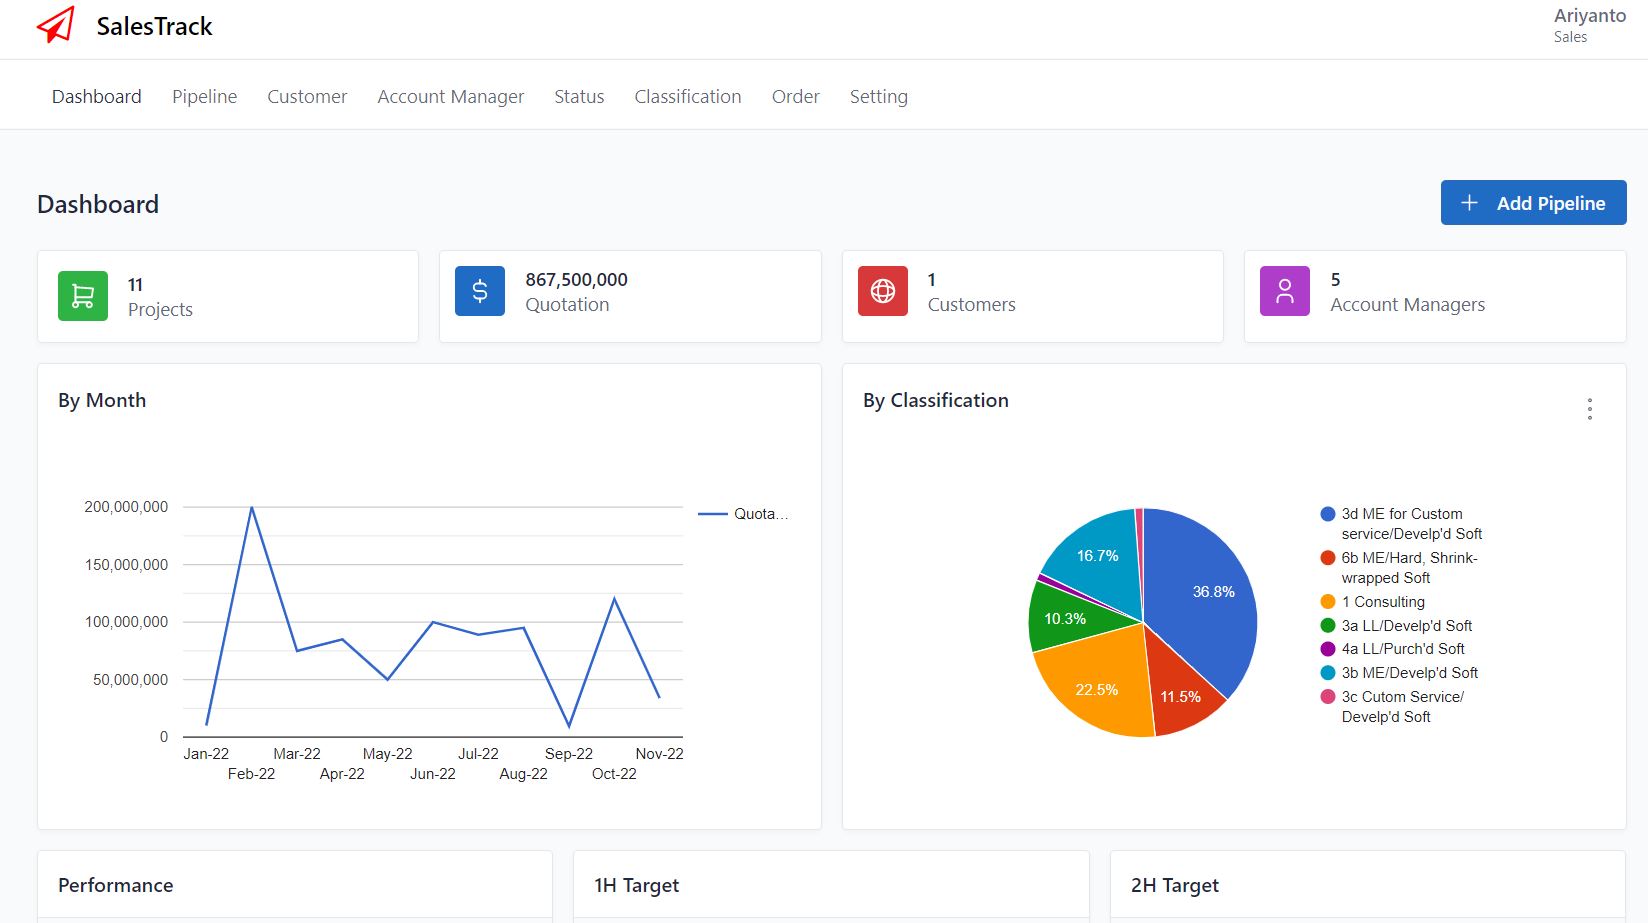 SalesTrack
Ariyanto
Sales
Dashboard Pipeline Customer Account Manager Status Classification Order Setting
Dashboard
+ Add Pipeline
11
Projects
$
867,500,000
Quotation
1
Customers
5
Account Managers
By Month
200,000,000
150,000,000
100,000,000
50,000,000
0
Jan-22
Feb-22
Mar-22
Apr-22
May-22
Jun-22
Jul-22
Aug-22
Sep-22
Oct-22
Nov-22
Quota...
By Classification
36.8%
11.5%
22.5%
10.3%
16.7%
3d ME for Custom
service/Develp'd Soft
6b ME/Hard, Shrink-
wrapped Soft
1 Consulting
3a LL/Develp'd Soft
4a LL/Purch'd Soft
3b ME/Develp'd Soft
3c Cutom Service/
Develp'd Soft
Performance
1H Target
2H Target